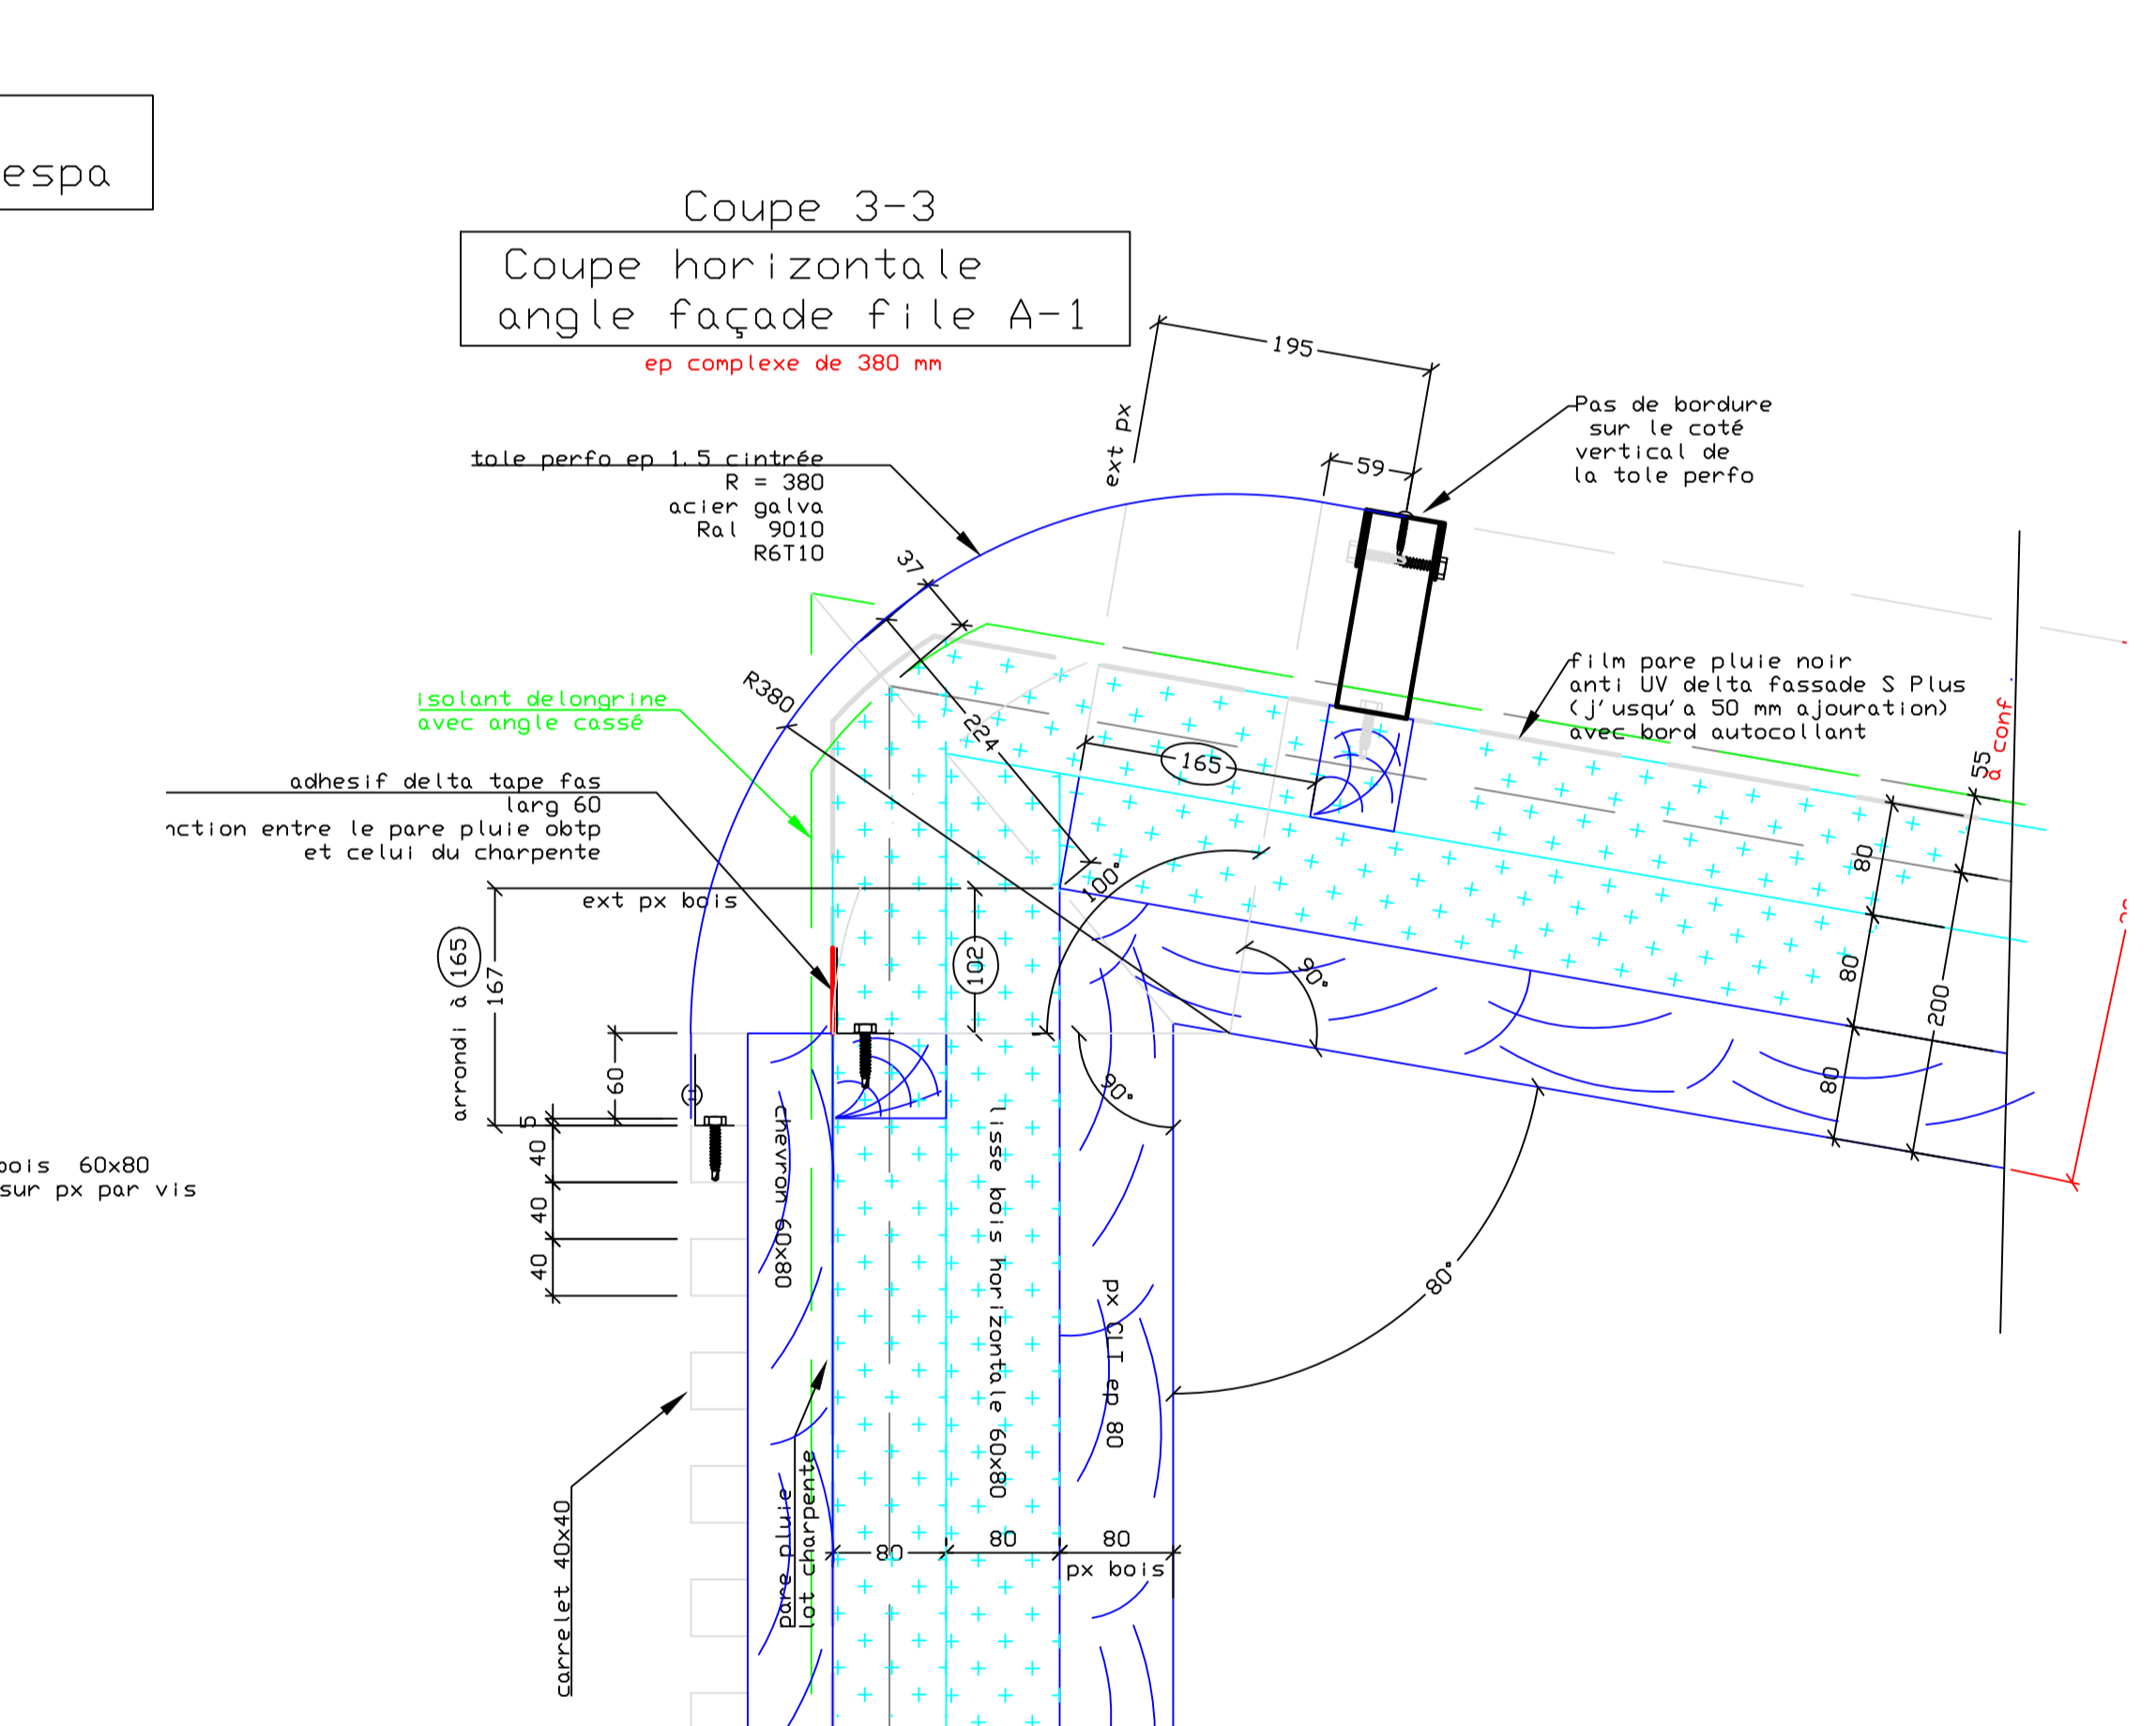 espa
Coupe 3-3
Coupe horizontale
angle façade file A-1
ep complexe de 380 mm
195
ext px
59
Pas de bordure
sur le coté
vertical de
la tole perfo
tole perfo ep 1.5 cintrée
R = 380
acier galva
Ral 9010
R6T10
37
R380
224
isolant delongrine
avec angle cassé
film pare pluie noir
anti UV delta fassade S Plus
(j'usqu'a 50 mm ajouration)
avec bord autocollant
55
à conf
165
adhesif delta tape fas
larg 60
nction entre le pare pluie obtp
et celui du charpente
ext px bois
100°
102
90°
90°
80
80
80
200
arrondi à 165
167
60
5
40
40
40
bois 60x80
sur px par vis
chevron 60x80
lisse bois horizontale 60x80
px CLT ep 80
80°
carrelet 40x40
pare pluie
lot charpente
80
80
80
px bois